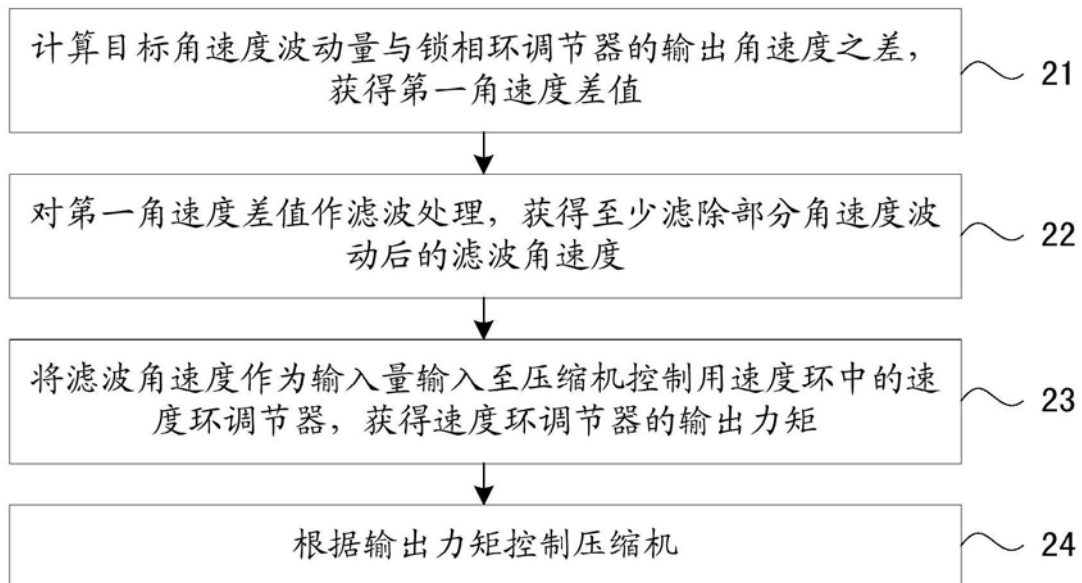 计算目标角速度波动量与锁相环调节器的输出角速度之差，
获得第一角速度差值
21
对第一角速度差值作滤波处理，获得至少滤除部分角速度波
动后的滤波角速度
22
将滤波角速度作为输入量输入至压缩机控制用速度环中的速
度环调节器，获得速度环调节器的输出力矩
23
根据输出力矩控制压缩机
24